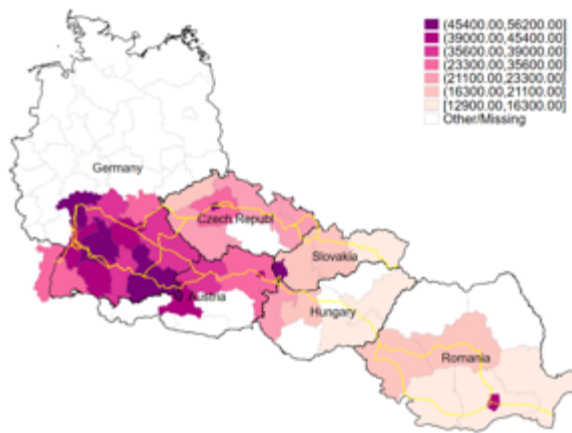 (45400.00,56200.00]
(39000.00,45400.00]
(35600.00,39000.00]
(23300.00,35600.00]
(21100.00,23300.00]
(16300.00,21100.00]
[12900.00,16300.00]
Other/Missing
Germany
Czech Republ
Slovakia
Austria
Hungary
Romania